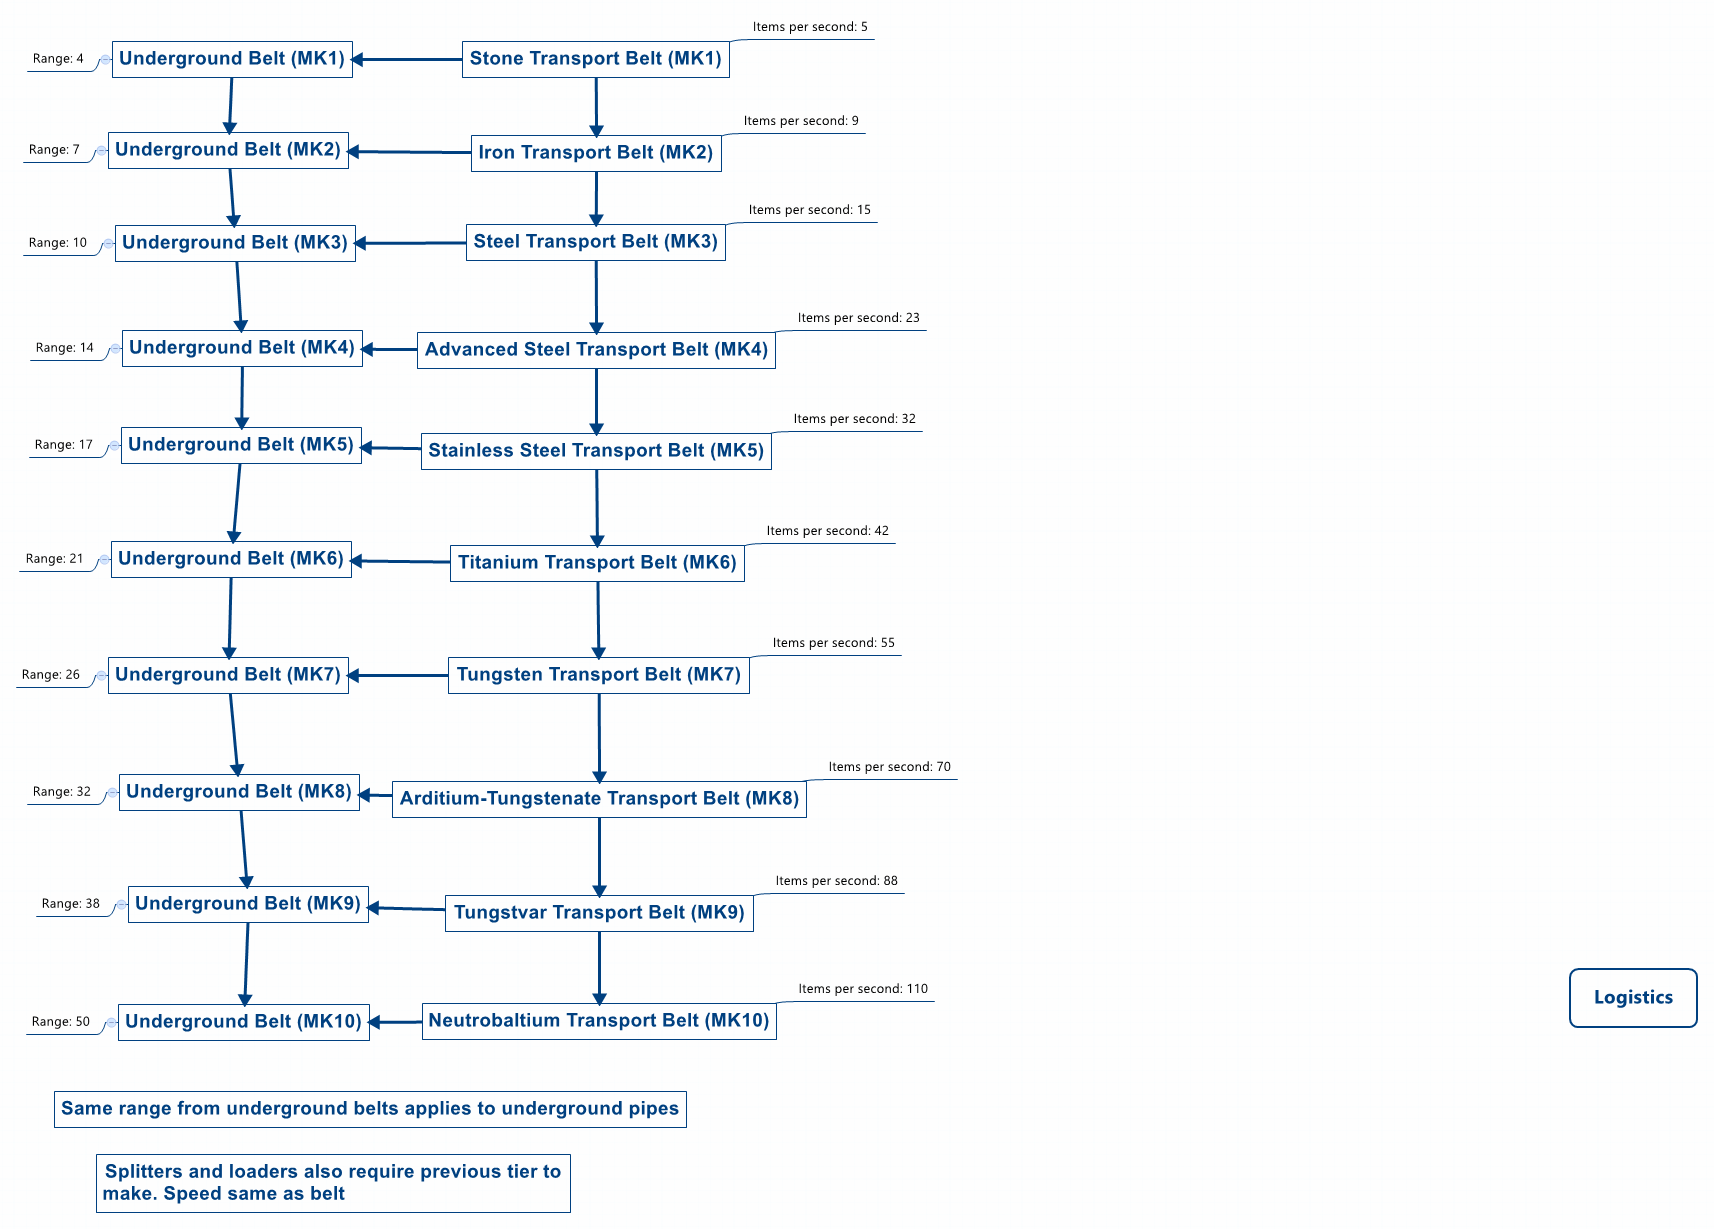 Items per second: 5
Range: 4
Underground Belt (MK1)
Stone Transport Belt (MK1)
Items per second: 9
Range: 7
Underground Belt (MK2)
Iron Transport Belt (MK2)
Items per second: 15
Range: 10
Underground Belt (MK3)
Steel Transport Belt (MK3)
Items per second: 23
Range: 14
Underground Belt (MK4)
Advanced Steel Transport Belt (MK4)
Items per second: 32
Range: 17
Underground Belt (MK5)
Stainless Steel Transport Belt (MK5)
Items per second: 42
Range: 21
Underground Belt (MK6)
Titanium Transport Belt (MK6)
Items per second: 55
Range: 26
Underground Belt (MK7)
Tungsten Transport Belt (MK7)
Items per second: 70
Range: 32
Underground Belt (MK8)
Arditium-Tungstenate Transport Belt (MK8)
Items per second: 88
Range: 38
Underground Belt (MK9)
Tungstvar Transport Belt (MK9)
Items per second: 110
Range: 50
Underground Belt (MK10)
Neutrobaltium Transport Belt (MK10)
Logistics
Same range from underground belts applies to underground pipes
Splitters and loaders also require previous tier to
make. Speed same as belt